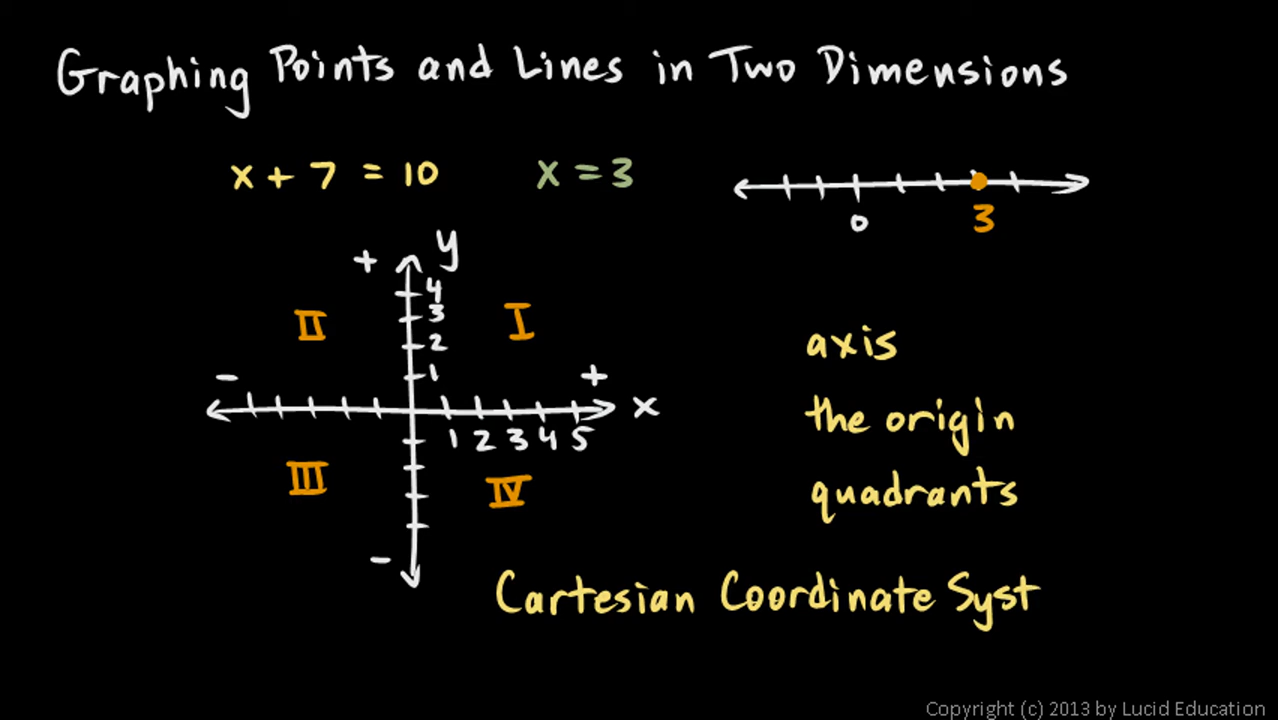 Graphing Points and Lines in Two Dimensions
x + 7 = 10
x = 3
0
3
+
y
4
3
2
1
II
I
-
+
x
1 2 3 4 5
III
IV
-
axis
the origin
quadrants
Cartesian Coordinate Syst
Copyright (c) 2013 by Lucid Education